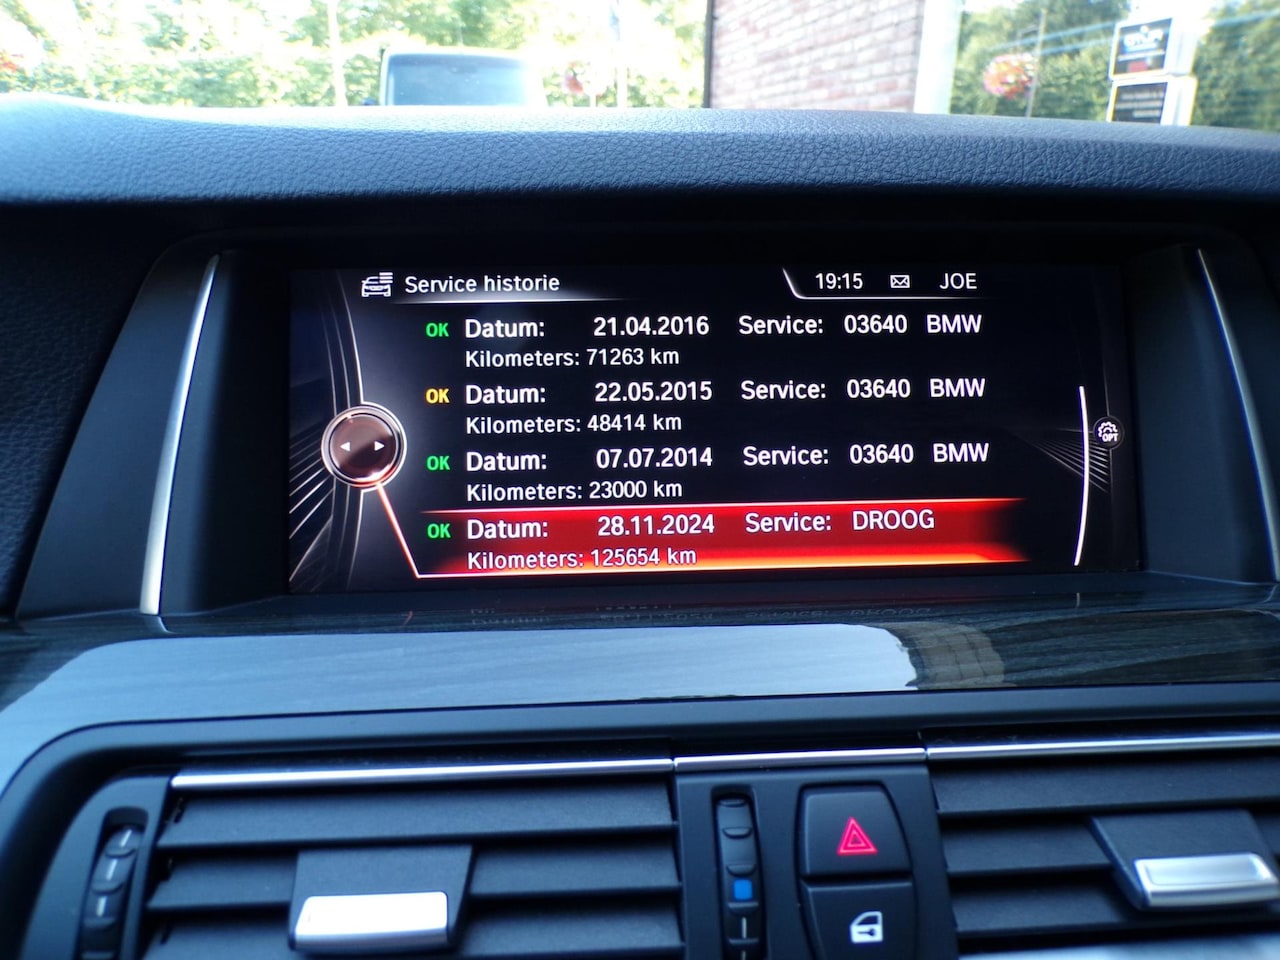 Service historie 19:15 JOE
OK Datum: 21.04.2016 Service: 03640 BMW
Kilometers: 71263 km
OK Datum: 22.05.2015 Service: 03640 BMW
Kilometers: 48414 km
OK Datum: 07.07.2014 Service: 03640 BMW
Kilometers: 23000 km
OK Datum: 28.11.2024 Service: DROOG
Kilometers: 125654 km
OPT